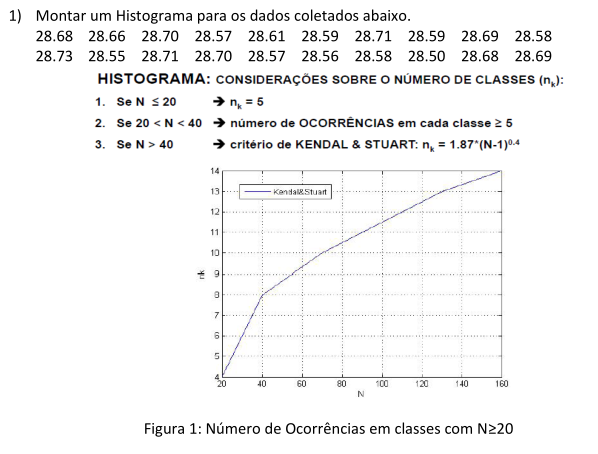 1) Montar um Histograma para os dados coletados abaixo.
28.68 28.66 28.70 28.57 28.61 28.59 28.71 28.59 28.69 28.58
28.73 28.55 28.71 28.70 28.57 28.56 28.58 28.50 28.68 28.69
HISTOGRAMA: CONSIDERAÇÕES SOBRE O NÚMERO DE CLASSES (nₖ):
1. Se N ≤ 20 → nₖ = 5
2. Se 20 < N < 40 → número de OCORRÊNCIAS em cada classe ≥ 5
3. Se N > 40 → critério de KENDAL & STUART: nₖ = 1.87*(N-1)⁰·⁴
14
Kendal&Stuart
13
12
11
10
nk
9
8
7
6
5
4
20 40 60 80 100 120 140 160
N
Figura 1: Número de Ocorrências em classes com N≥20